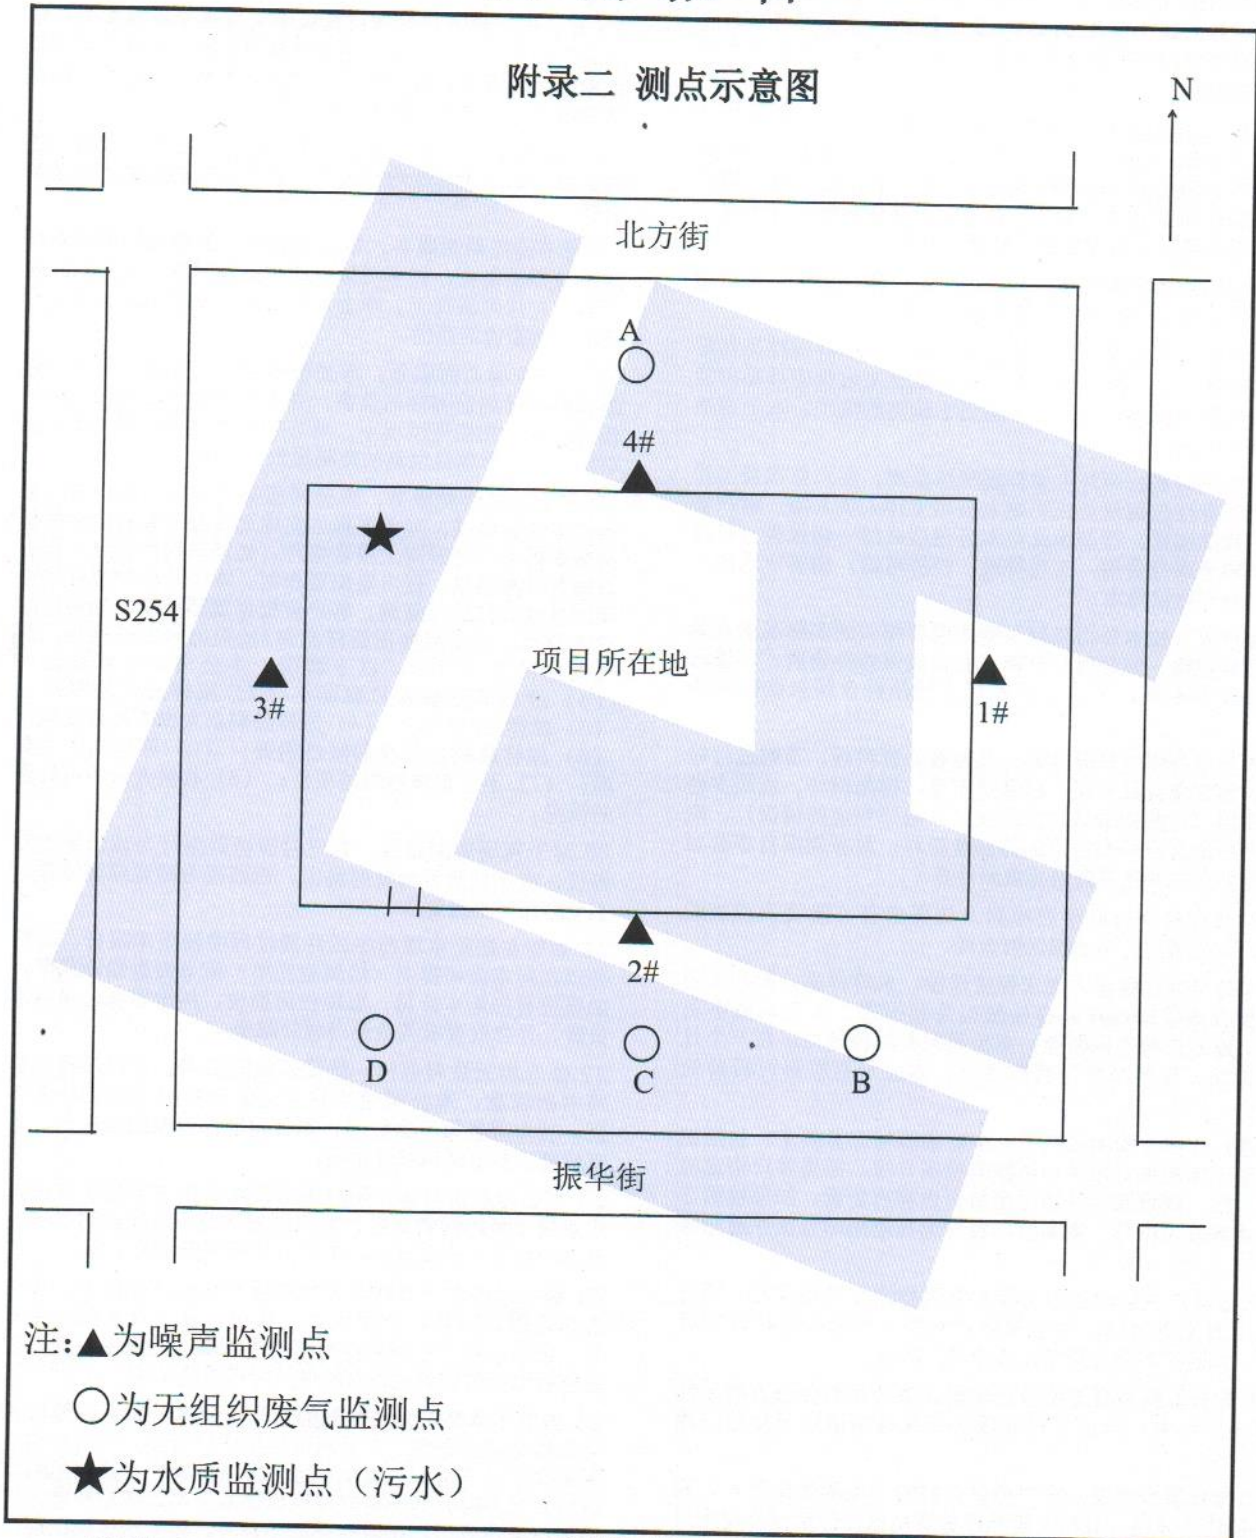 附录二 测点示意图
N
北方街
A
4#
S254
项目所在地
3#
1#
2#
D
C
B
振华街
注:▲为噪声监测点
○为无组织废气监测点
★为水质监测点（污水）